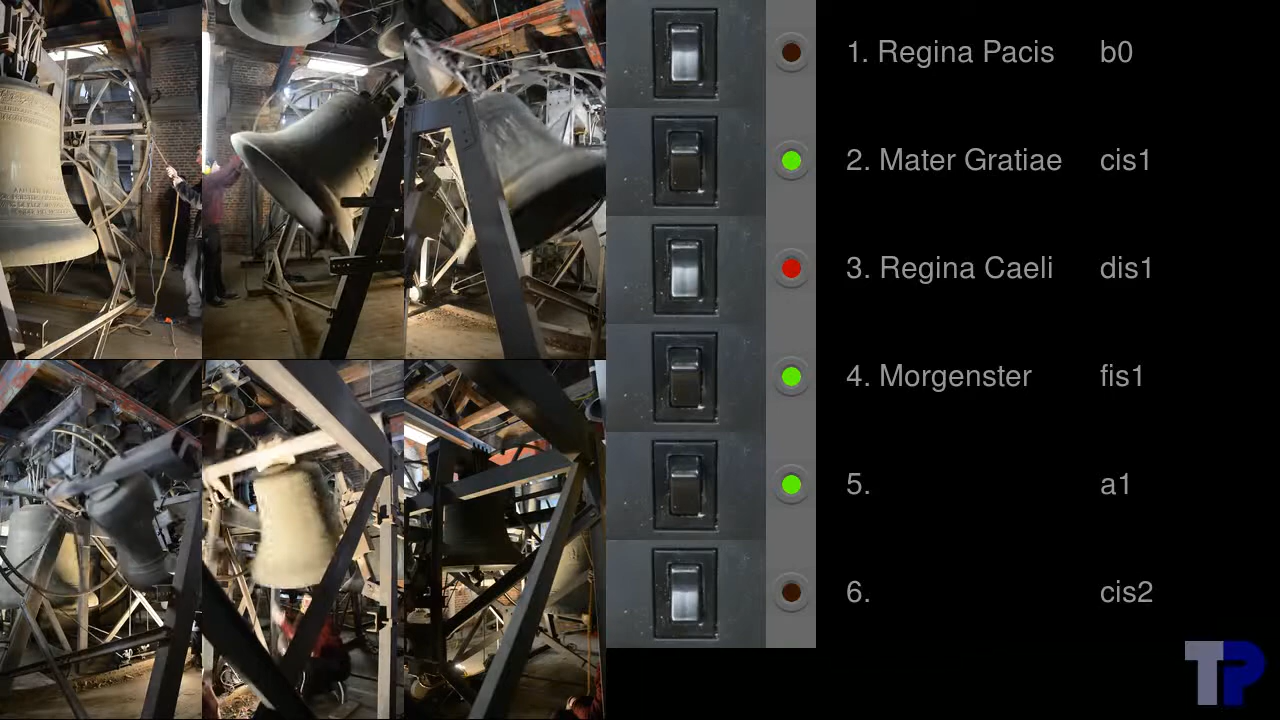 1. Regina Pacis b0
2. Mater Gratiae cis1
3. Regina Caeli dis1
4. Morgenster fis1
5. a1
6. cis2
TP